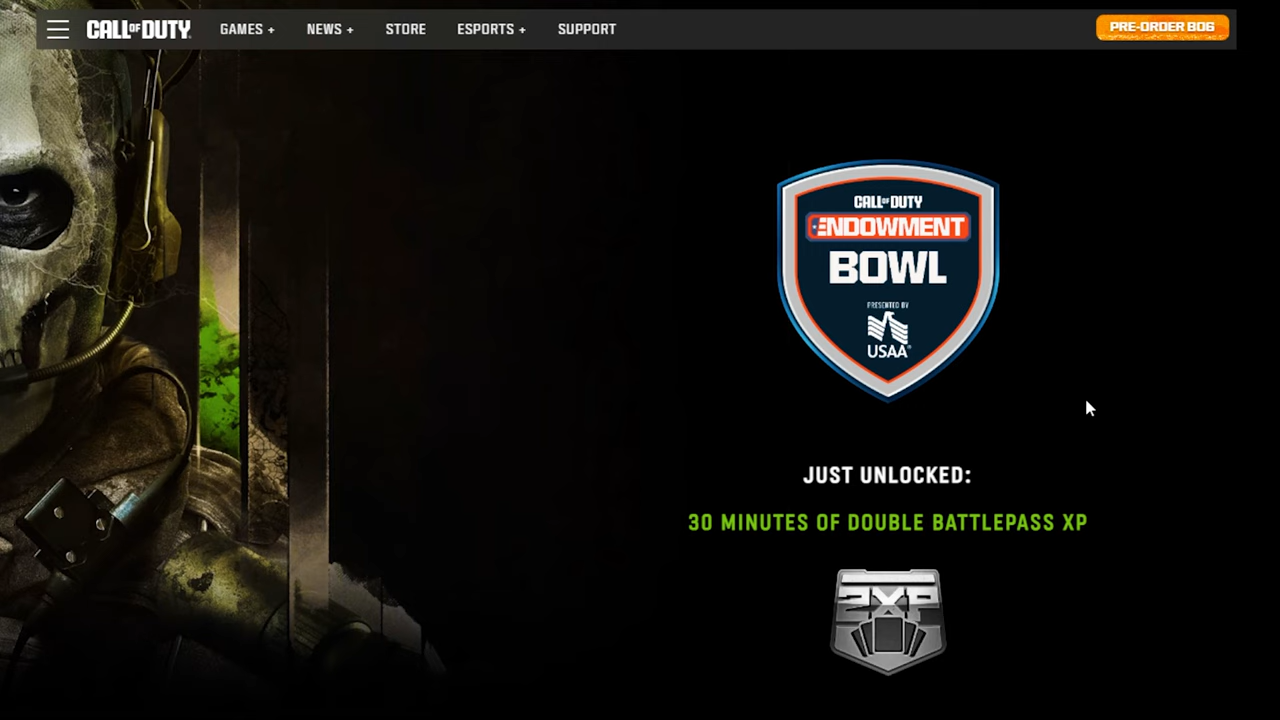 CALL OF DUTY
GAMES +
NEWS +
STORE
ESPORTS +
SUPPORT
PRE-ORDER BO6
CALL OF DUTY
ENDOWMENT
BOWL
PRESENTED BY
USAA®
JUST UNLOCKED:
30 MINUTES OF DOUBLE BATTLEPASS XP
2XP